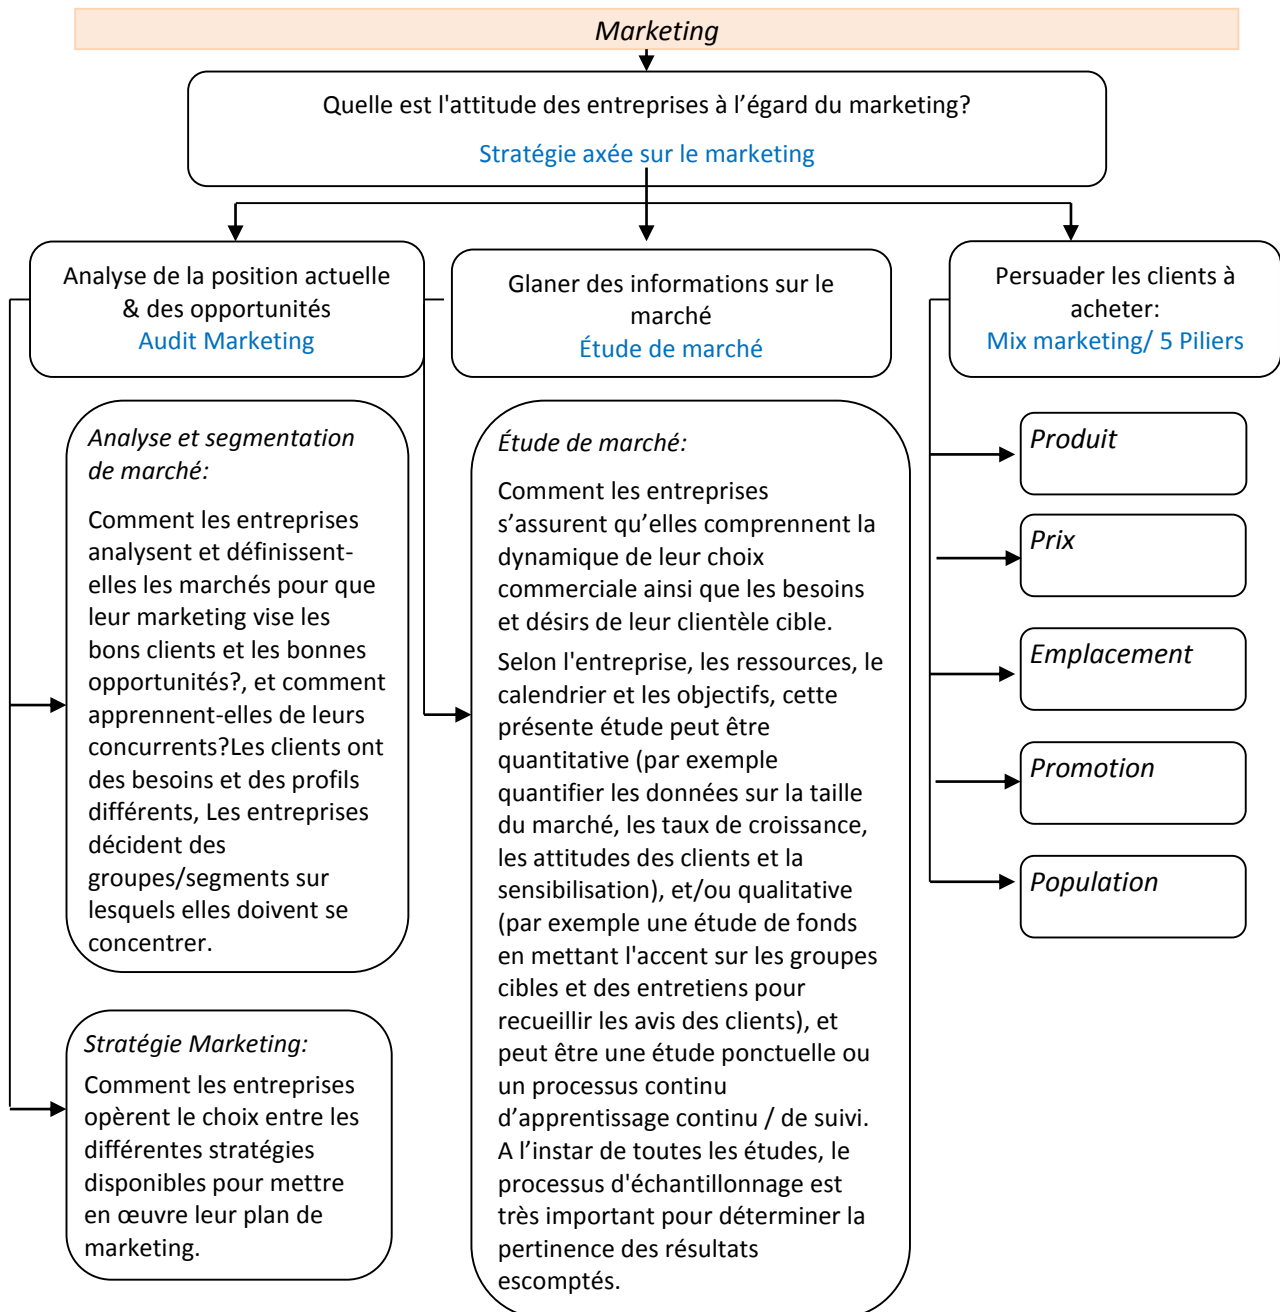 Marketing
Quelle est l'attitude des entreprises à l’égard du marketing?
Stratégie axée sur le marketing
Analyse de la position actuelle
& des opportunités
Audit Marketing
Glaner des informations sur le
marché
Étude de marché
Persuader les clients à
acheter:
Mix marketing/ 5 Piliers
Analyse et segmentation
de marché:
Comment les entreprises
analysent et définissent-
elles les marchés pour que
leur marketing vise les
bons clients et les bonnes
opportunités?, et comment
apprennent-elles de leurs
concurrents?Les clients ont
des besoins et des profils
différents, Les entreprises
décident des
groupes/segments sur
lesquels elles doivent se
concentrer.
Stratégie Marketing:
Comment les entreprises
opèrent le choix entre les
différentes stratégies
disponibles pour mettre
en œuvre leur plan de
marketing.
Étude de marché:
Comment les entreprises
s’assurent qu’elles comprennent la
dynamique de leur choix
commerciale ainsi que les besoins
et désirs de leur clientèle cible.
Selon l'entreprise, les ressources, le
calendrier et les objectifs, cette
présente étude peut être
quantitative (par exemple
quantifier les données sur la taille
du marché, les taux de croissance,
les attitudes des clients et la
sensibilisation), et/ou qualitative
(par exemple une étude de fonds
en mettant l'accent sur les groupes
cibles et des entretiens pour
recueillir les avis des clients), et
peut être une étude ponctuelle ou
un processus continu
d’apprentissage continu / de suivi.
A l’instar de toutes les études, le
processus d'échantillonnage est
très important pour déterminer la
pertinence des résultats
escomptés.
Produit
Prix
Emplacement
Promotion
Population